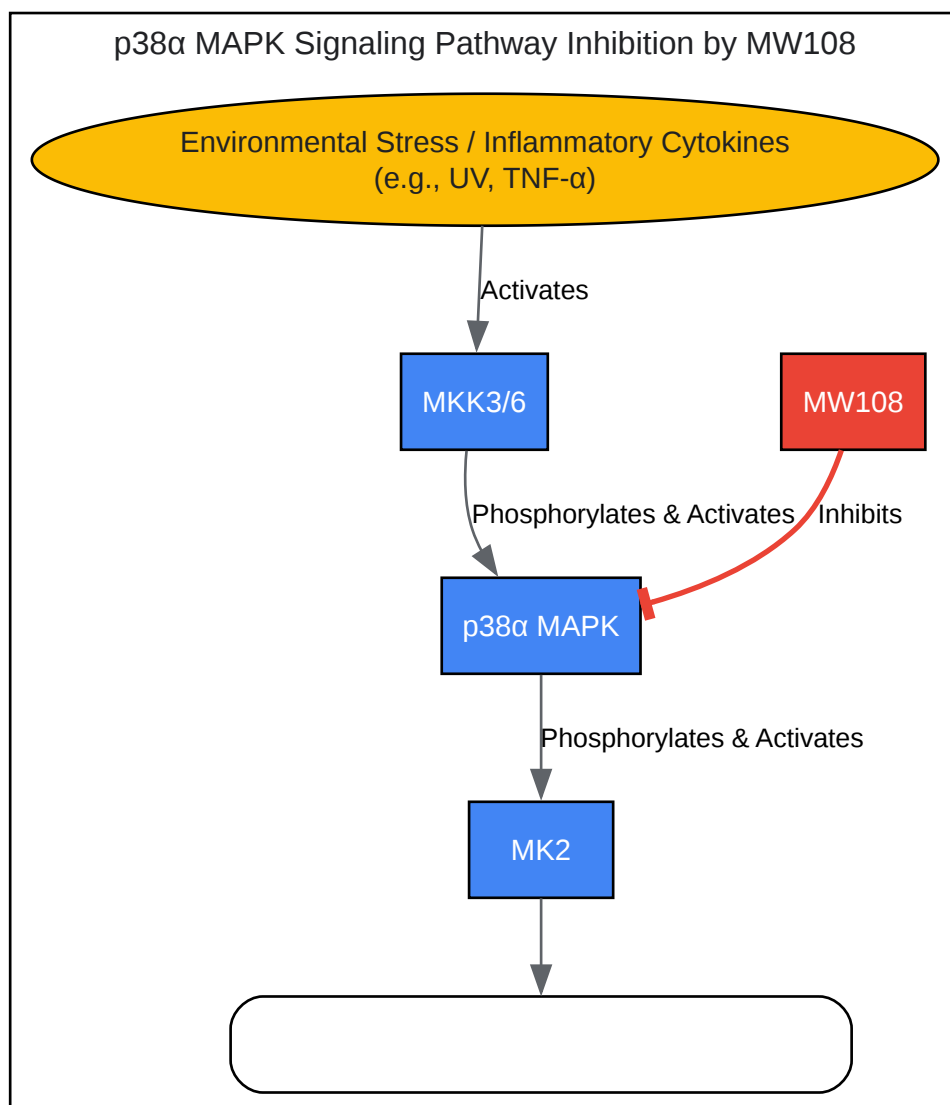 p38α MAPK Signaling Pathway Inhibition by MW108
Environmental Stress / Inflammatory Cytokines
(e.g., UV, TNF-α)
Activates
MKK3/6
MW108
Phosphorylates & Activates
Inhibits
p38α MAPK
Phosphorylates & Activates
MK2